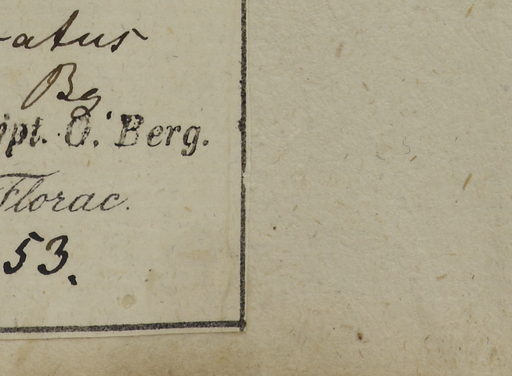 -atus
Bg
ipt. O. Berg.
Florac.
53.